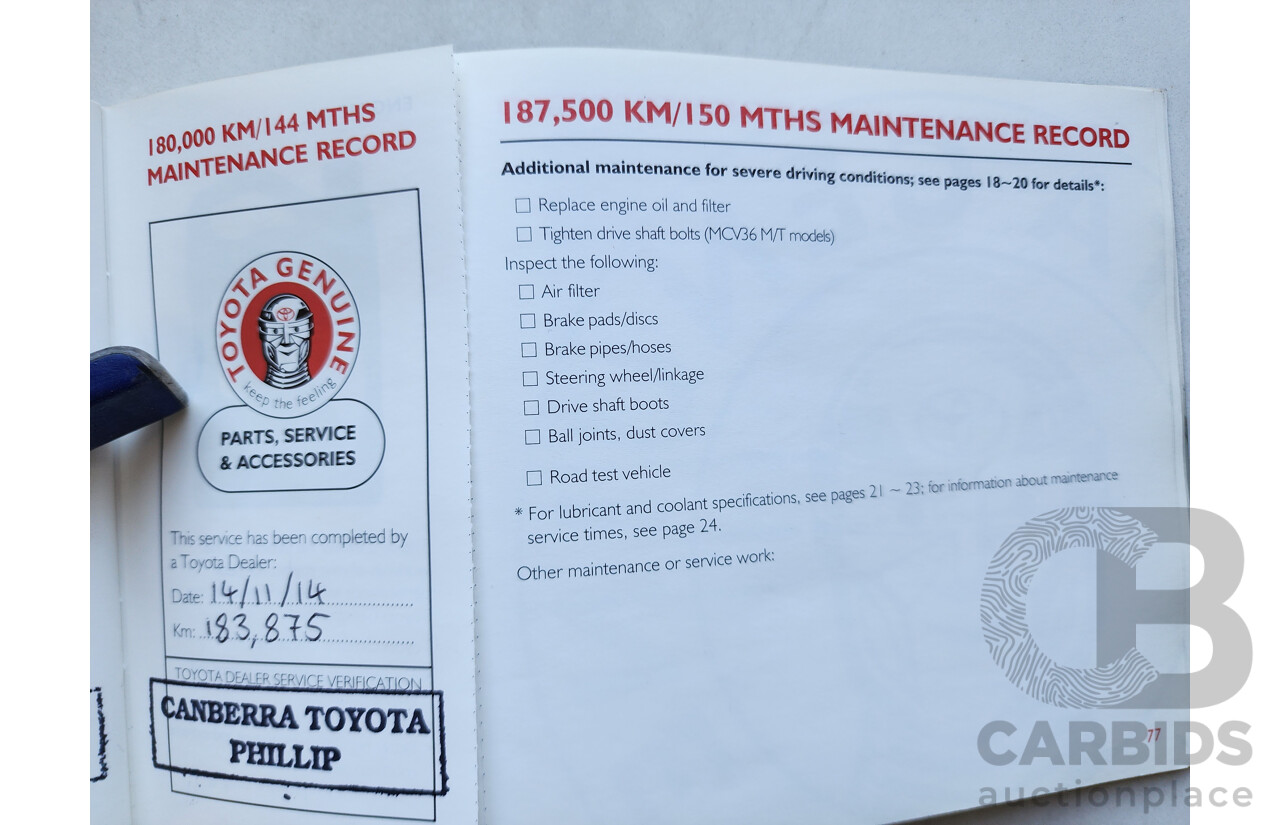 180,000 KM/144 MTHS
MAINTENANCE RECORD
TOYOTA GENUINE
keep the feeling
PARTS, SERVICE
& ACCESSORIES
This service has been completed by
a Toyota Dealer:
Date: 14/11/14
Km: 183,875
TOYOTA DEALER SERVICE VERIFICATION
CANBERRA TOYOTA
PHILLIP
187,500 KM/150 MTHS MAINTENANCE RECORD
Additional maintenance for severe driving conditions; see pages 18~20 for details*:
Replace engine oil and filter
Tighten drive shaft bolts (MCV36 M/T models)
Inspect the following:
Air filter
Brake pads/discs
Brake pipes/hoses
Steering wheel/linkage
Drive shaft boots
Ball joints, dust covers
Road test vehicle
* For lubricant and coolant specifications, see pages 21 ~ 23; for information about maintenance
service times, see page 24.
Other maintenance or service work:
77
CB
CARBIDS
auctionplace